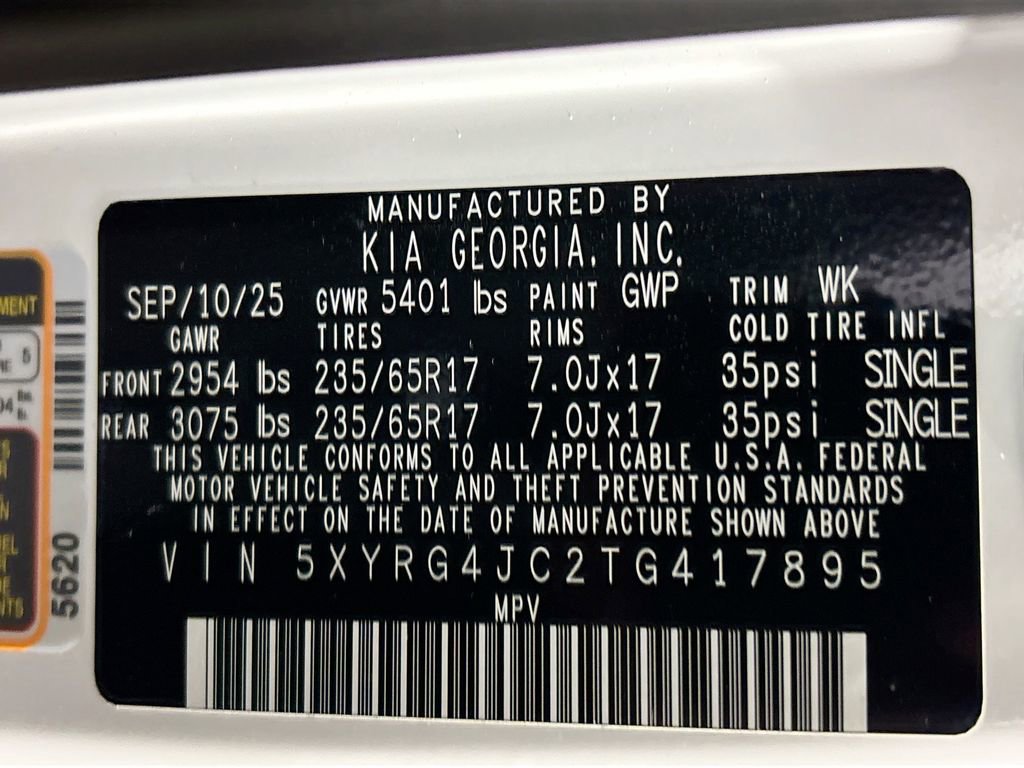 MANUFACTURED BY
KIA GEORGIA. INC.
SEP/10/25 GVWR 5401 lbs PAINT GWP TRIM WK
GAWR TIRES RIMS COLD TIRE INFL
FRONT 2954 lbs 235/65R17 7.0Jx17 35psi SINGLE
REAR 3075 lbs 235/65R17 7.0Jx17 35psi SINGLE
THIS VEHICLE CONFORMS TO ALL APPLICABLE U.S.A. FEDERAL
MOTOR VEHICLE SAFETY AND THEFT PREVENTION STANDARDS
IN EFFECT ON THE DATE OF MANUFACTURE SHOWN ABOVE
VIN 5XYRG4JC2TG417895
MPV
5620